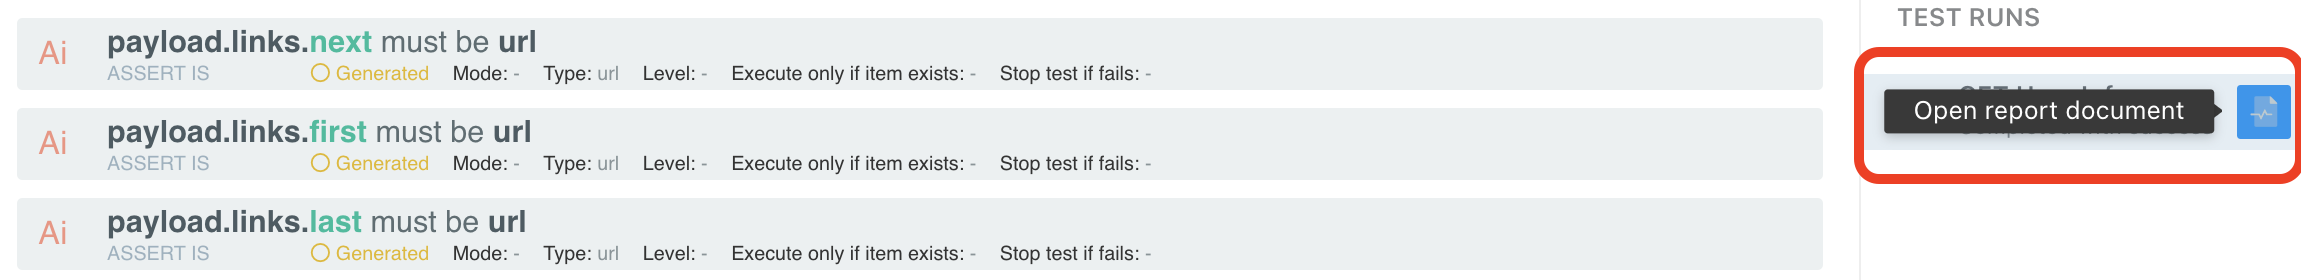 Ai
payload.links.next must be url
ASSERT IS Generated Mode: - Type: url Level: - Execute only if item exists: - Stop test if fails: -
Ai
payload.links.first must be url
ASSERT IS Generated Mode: - Type: url Level: - Execute only if item exists: - Stop test if fails: -
Ai
payload.links.last must be url
ASSERT IS Generated Mode: - Type: url Level: - Execute only if item exists: - Stop test if fails: -
TEST RUNS
Open report document